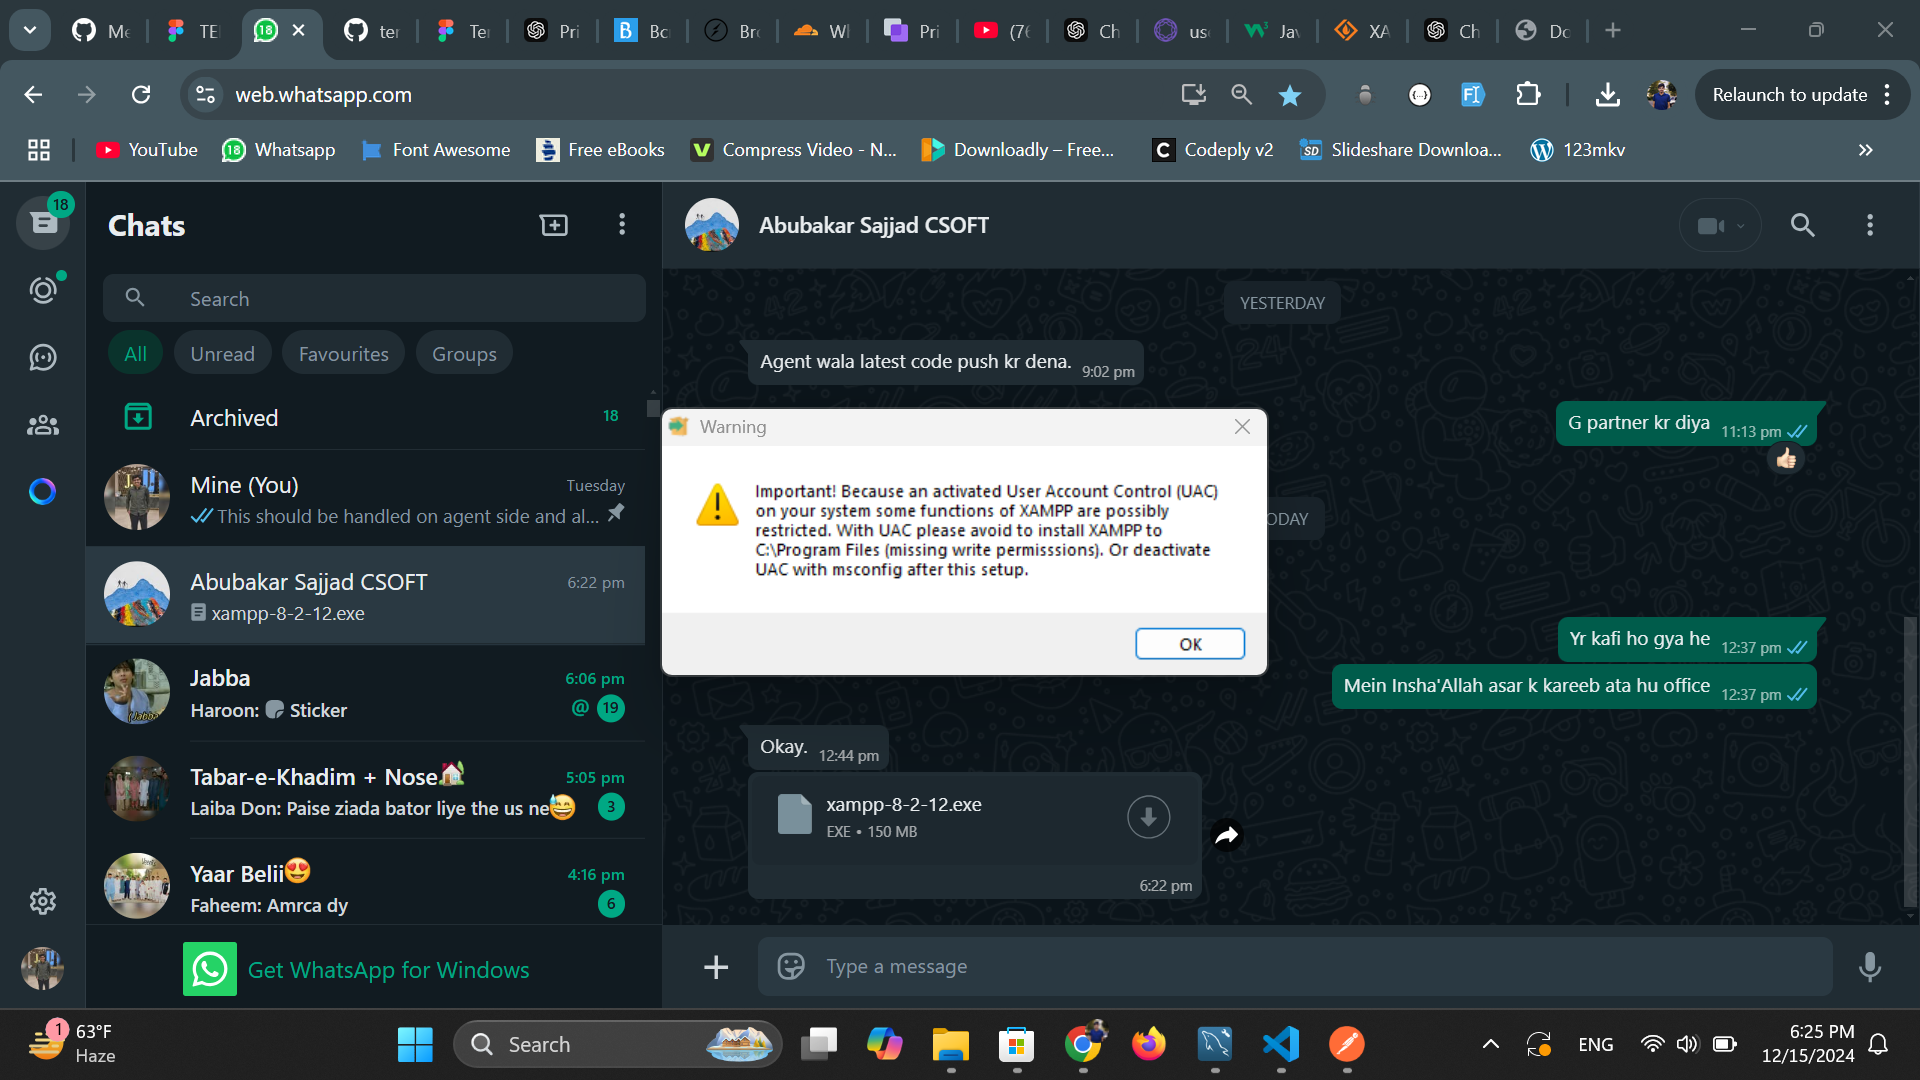 Me
TE
18
ter
Ter
Pri
Bo
Bro
Wl
Pri
(76
Ch
us
Jav
XA
Ch
Do
web.whatsapp.com
Relaunch to update
YouTube
18
Whatsapp
Font Awesome
Free eBooks
Compress Video - N...
Downloadly – Free...
Codeply v2
Slideshare Downloa...
123mkv
18
Chats
Search
All
Unread
Favourites
Groups
Archived
18
Mine (You)
Tuesday
This should be handled on agent side and al...
Abubakar Sajjad CSOFT
6:22 pm
xampp-8-2-12.exe
Jabba
6:06 pm
Haroon: Sticker
@ 19
Tabar-e-Khadim + Nose🏡
5:05 pm
Laiba Don: Paise ziada bator liye the us ne😅
3
Yaar Belii😍
4:16 pm
Faheem: Amrca dy
6
Get WhatsApp for Windows
Abubakar Sajjad CSOFT
YESTERDAY
Agent wala latest code push kr dena. 9:02 pm
G partner kr diya 11:13 pm
👍🏻
ODAY
Warning
Important! Because an activated User Account Control (UAC)
on your system some functions of XAMPP are possibly
restricted. With UAC please avoid to install XAMPP to
C:\Program Files (missing write permisssions). Or deactivate
UAC with msconfig after this setup.
OK
Yr kafi ho gya he 12:37 pm
Mein Insha'Allah asar k kareeb ata hu office 12:37 pm
Okay. 12:44 pm
xampp-8-2-12.exe
EXE • 150 MB
6:22 pm
Type a message
1
63°F
Haze
Search
ENG
6:25 PM
12/15/2024